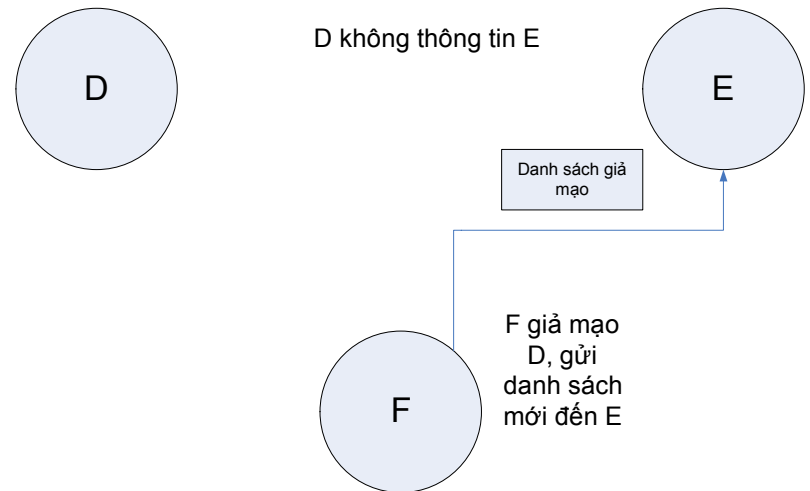 D không thông tin E
D
E
Danh sách giả
mạo
F giả mạo
D, gửi
danh sách
mới đến E
F